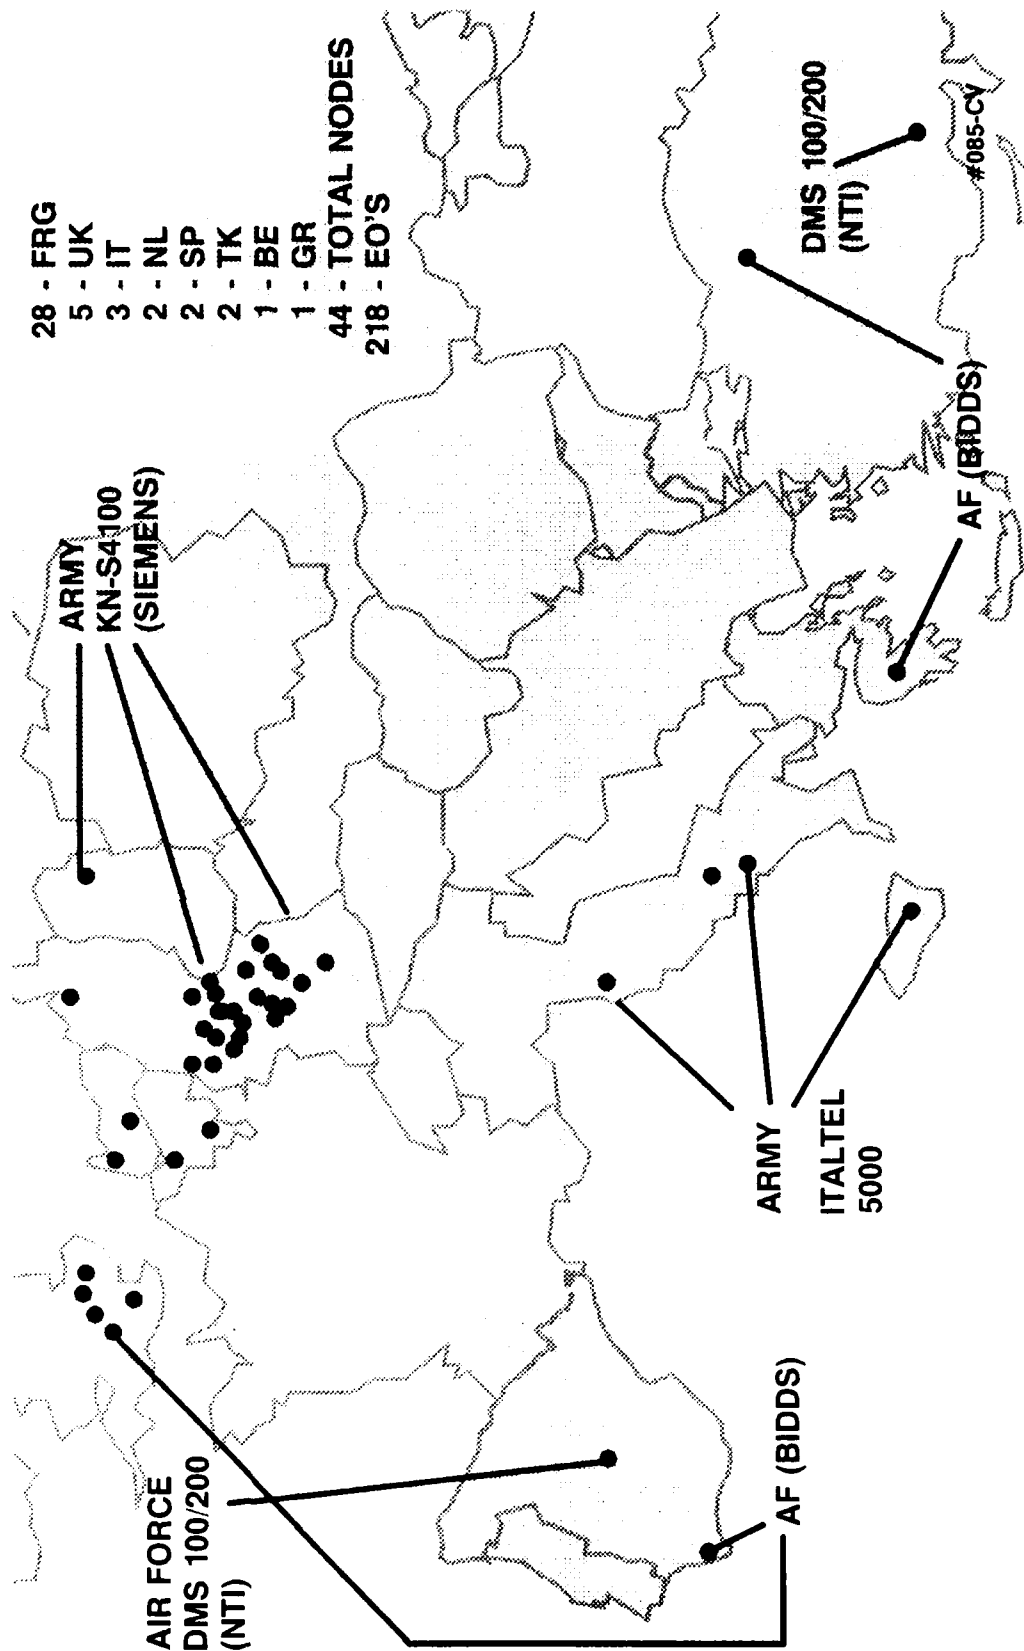 28 - FRG
5 - UK
3 - IT
2 - NL
2 - SP
2 - TK
1 - BE
1 - GR
44 - TOTAL NODES
218 - EO'S
ARMY
KN-S4100
(SIEMENS)
AIR FORCE
DMS 100/200
(NTI)
DMS 100/200
(NTI)
ARMY
ITALTEL
5000
AF (BIDDS)
AF (BIDDS)
#085-CV